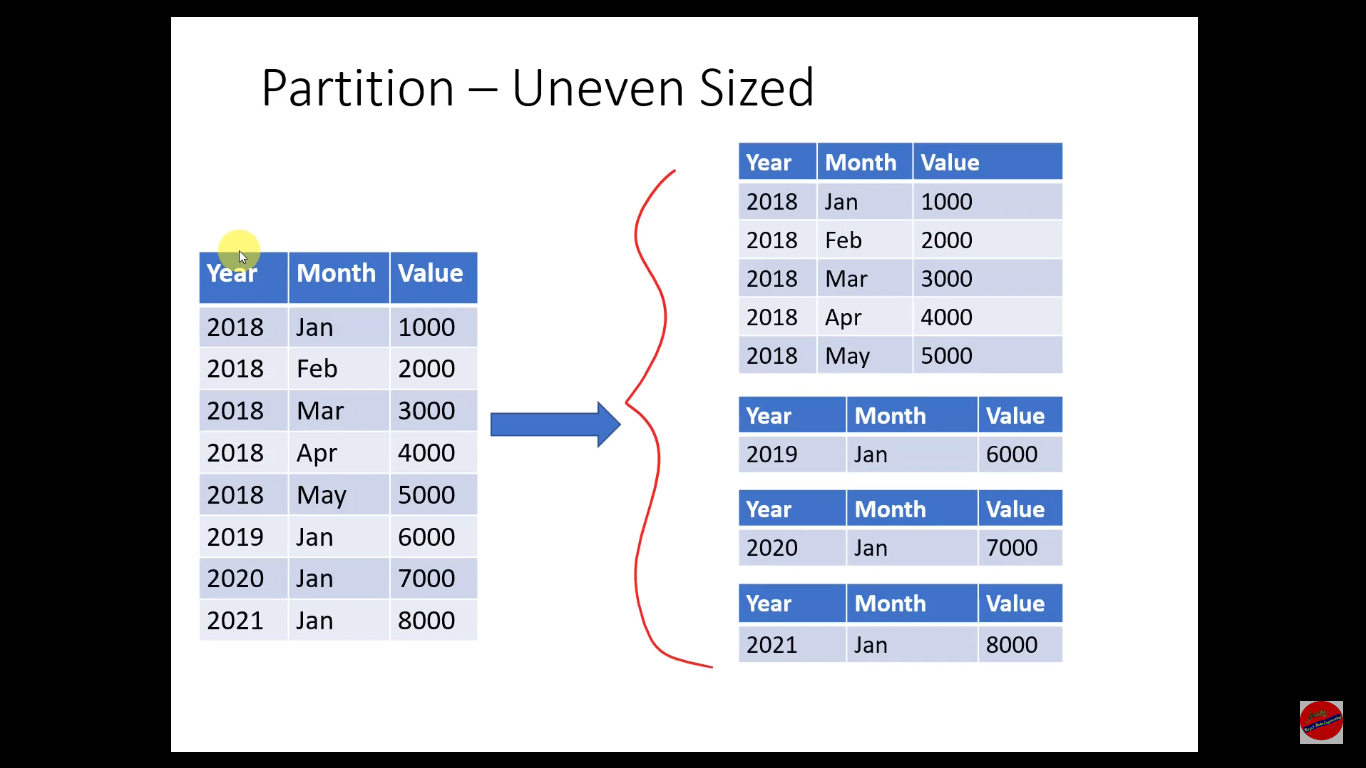 Partition – Uneven Sized
Year Month Value
2018 Jan 1000
2018 Feb 2000
2018 Mar 3000
2018 Apr 4000
2018 May 5000
2019 Jan 6000
2020 Jan 7000
2021 Jan 8000
Year Month Value
2018 Jan 1000
2018 Feb 2000
2018 Mar 3000
2018 Apr 4000
2018 May 5000
Year Month Value
2019 Jan 6000
Year Month Value
2020 Jan 7000
Year Month Value
2021 Jan 8000